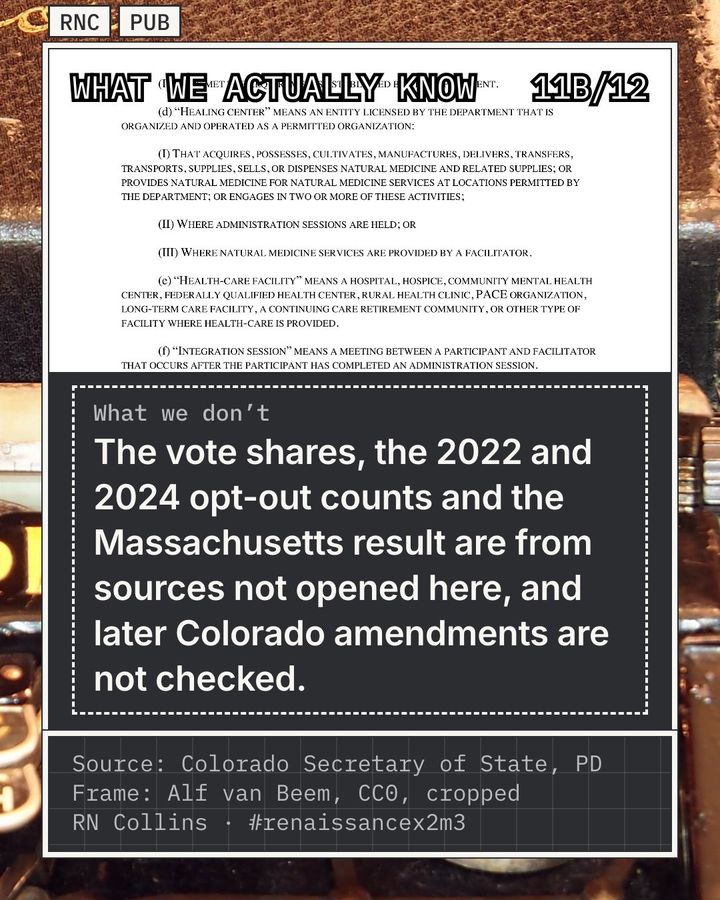 RNC PUB
WHAT WE ACTUALLY KNOW 11B/12
(d) “HEALING CENTER” MEANS AN ENTITY LICENSED BY THE DEPARTMENT THAT IS
ORGANIZED AND OPERATED AS A PERMITTED ORGANIZATION:
(I) THAT ACQUIRES, POSSESSES, CULTIVATES, MANUFACTURES, DELIVERS, TRANSFERS,
TRANSPORTS, SUPPLIES, SELLS, OR DISPENSES NATURAL MEDICINE AND RELATED SUPPLIES; OR
PROVIDES NATURAL MEDICINE FOR NATURAL MEDICINE SERVICES AT LOCATIONS PERMITTED BY
THE DEPARTMENT; OR ENGAGES IN TWO OR MORE OF THESE ACTIVITIES;
(II) WHERE ADMINISTRATION SESSIONS ARE HELD; OR
(III) WHERE NATURAL MEDICINE SERVICES ARE PROVIDED BY A FACILITATOR.
(e) “HEALTH-CARE FACILITY” MEANS A HOSPITAL, HOSPICE, COMMUNITY MENTAL HEALTH
CENTER, FEDERALLY QUALIFIED HEALTH CENTER, RURAL HEALTH CLINIC, PACE ORGANIZATION,
LONG-TERM CARE FACILITY, A CONTINUING CARE RETIREMENT COMMUNITY, OR OTHER TYPE OF
FACILITY WHERE HEALTH-CARE IS PROVIDED.
(f) “INTEGRATION SESSION” MEANS A MEETING BETWEEN A PARTICIPANT AND FACILITATOR
THAT OCCURS AFTER THE PARTICIPANT HAS COMPLETED AN ADMINISTRATION SESSION.
What we don’t
The vote shares, the 2022 and
2024 opt-out counts and the
Massachusetts result are from
sources not opened here, and
later Colorado amendments are
not checked.
Source: Colorado Secretary of State, PD
Frame: Alf van Beem, CC0, cropped
RN Collins · #renaissancex2m3